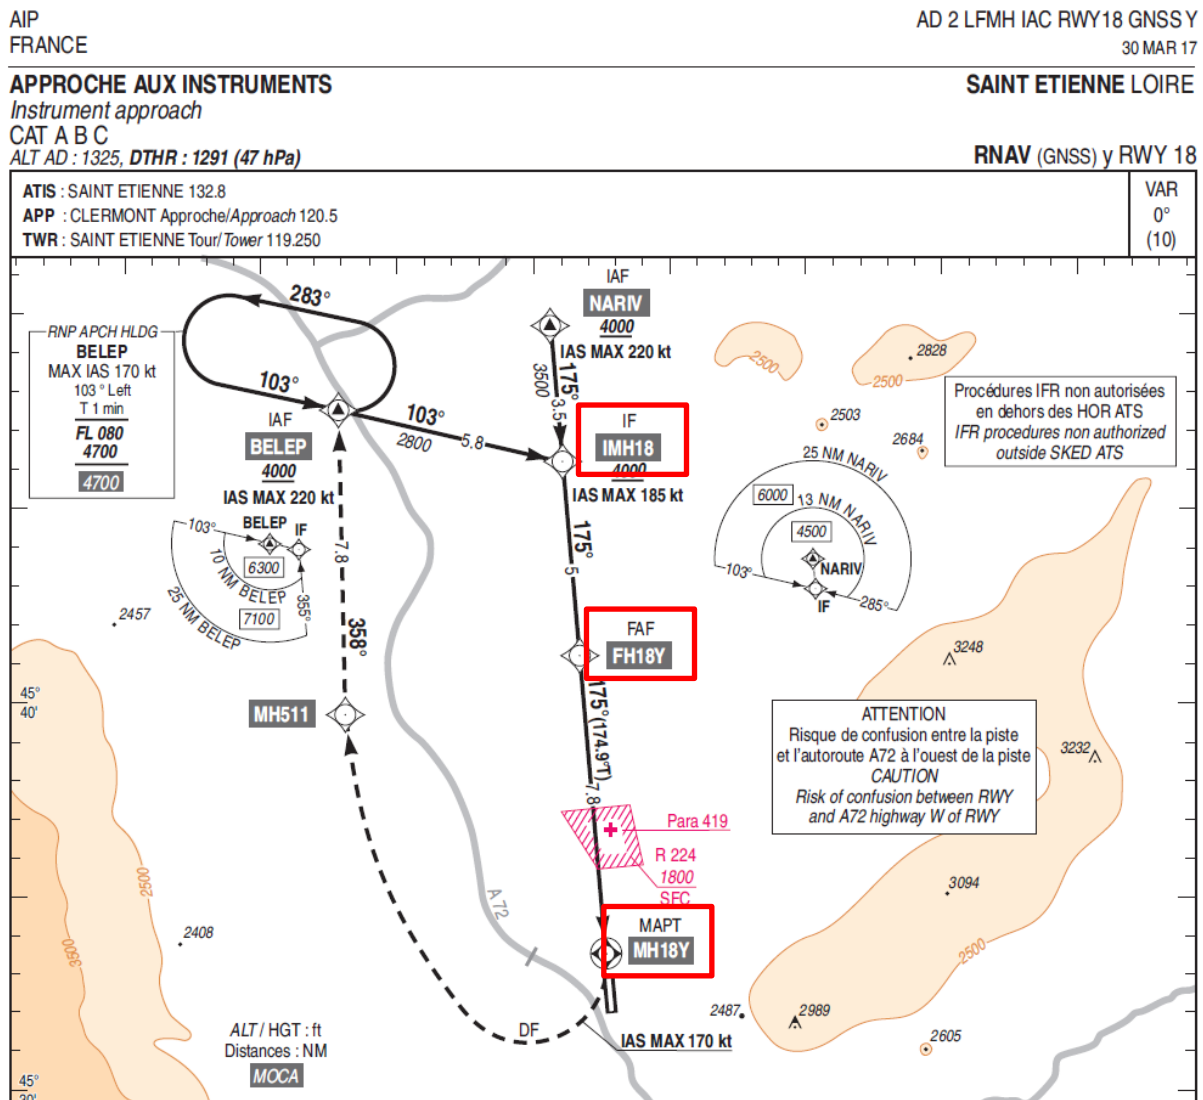 AIP
FRANCE
AD 2 LFMH IAC RWY18 GNSS Y
30 MAR 17
APPROCHE AUX INSTRUMENTS
Instrument approach
CAT A B C
ALT AD : 1325, DTHR : 1291 (47 hPa)
SAINT ETIENNE LOIRE
RNAV (GNSS) y RWY 18
ATIS : SAINT ETIENNE 132.8
APP : CLERMONT Approche/Approach 120.5
TWR : SAINT ETIENNE Tour/Tower 119.250
VAR
0°
(10)
283°
RNP APCH HLDG
BELEP
MAX IAS 170 kt
103 ° Left
T 1 min
FL 080
4700
4700
103°
IAF
BELEP
4000
IAS MAX 220 kt
103°
2800
5.8
IAF
NARIV
4000
IAS MAX 220 kt
175°
3500
3.5
IF
IMH18
4000
IAS MAX 185 kt
2500
2828
2500
2503
2684
Procédures IFR non autorisées
en dehors des HOR ATS
IFR procedures non authorized
outside SKED ATS
25 NM NARIV
6000
13 NM NARIV
4500
NARIV
103°
IF
285°
103°
BELEP
IF
6300
10 NM BELEP
7100
25 NM BELEP
355°
2457
7.8
358°
175°
5
FAF
FH18Y
175°(174.9°T)
7.8
MH511
45°
40'
3248
3232
ATTENTION
Risque de confusion entre la piste
et l'autoroute A72 à l'ouest de la piste
CAUTION
Risk of confusion between RWY
and A72 highway W of RWY
Para 419
R 224
1800
SFC
2500
3500
2408
A 72
MAPT
MH18Y
3094
2500
2487
2989
2605
DF
IAS MAX 170 kt
ALT / HGT : ft
Distances : NM
MOCA
45°